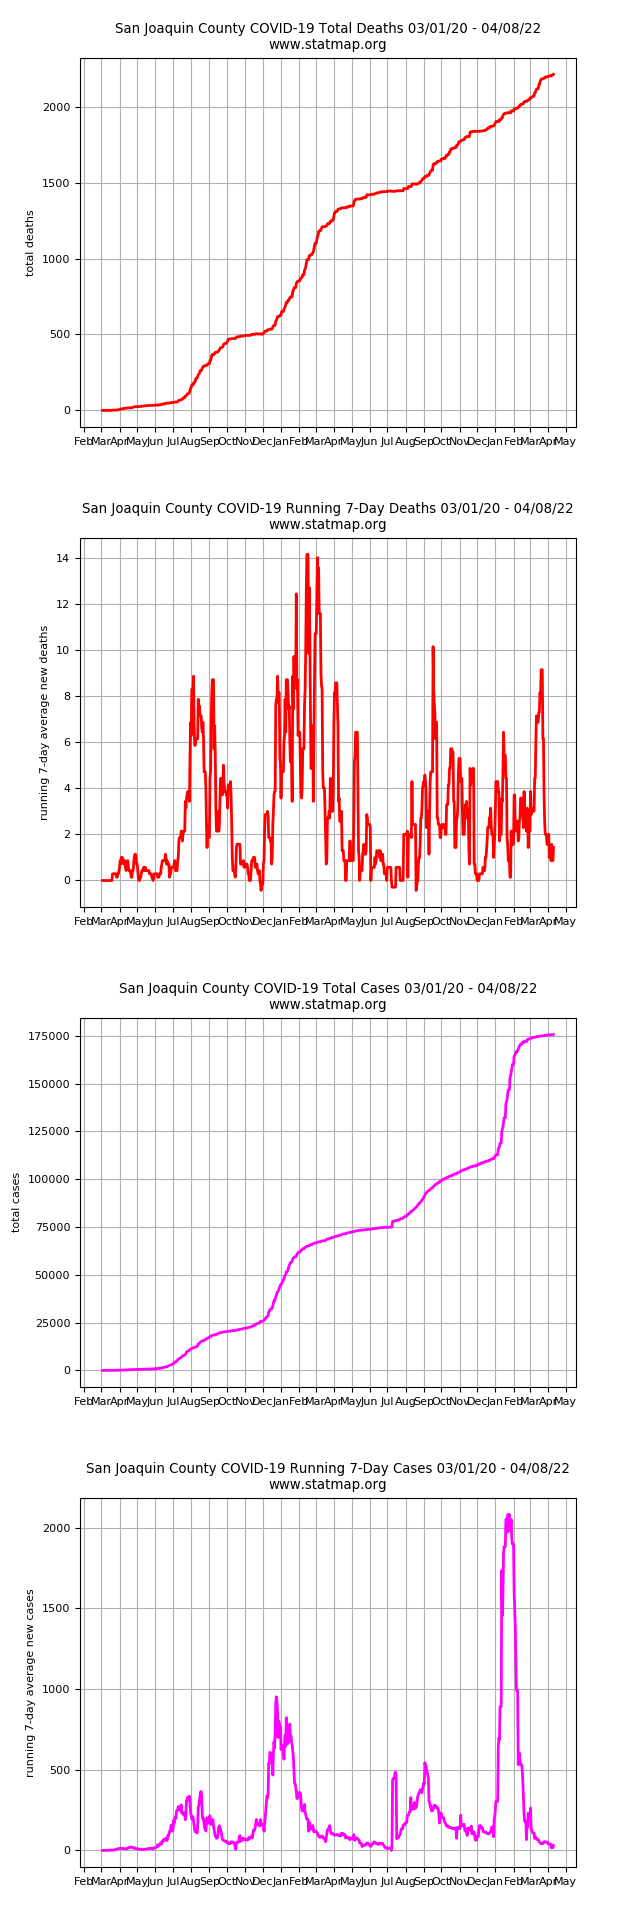 San Joaquin County COVID-19 Total Deaths 03/01/20 - 04/08/22
www.statmap.org
total deaths
2000
1500
1000
500
0
Feb Mar Apr May Jun Jul Aug Sep Oct Nov Dec Jan Feb Mar Apr May Jun Jul Aug Sep Oct Nov Dec Jan Feb Mar Apr May
San Joaquin County COVID-19 Running 7-Day Deaths 03/01/20 - 04/08/22
www.statmap.org
running 7-day average new deaths
14
12
10
8
6
4
2
0
Feb Mar Apr May Jun Jul Aug Sep Oct Nov Dec Jan Feb Mar Apr May Jun Jul Aug Sep Oct Nov Dec Jan Feb Mar Apr May
San Joaquin County COVID-19 Total Cases 03/01/20 - 04/08/22
www.statmap.org
total cases
175000
150000
125000
100000
75000
50000
25000
0
Feb Mar Apr May Jun Jul Aug Sep Oct Nov Dec Jan Feb Mar Apr May Jun Jul Aug Sep Oct Nov Dec Jan Feb Mar Apr May
San Joaquin County COVID-19 Running 7-Day Cases 03/01/20 - 04/08/22
www.statmap.org
running 7-day average new cases
2000
1500
1000
500
0
Feb Mar Apr May Jun Jul Aug Sep Oct Nov Dec Jan Feb Mar Apr May Jun Jul Aug Sep Oct Nov Dec Jan Feb Mar Apr May